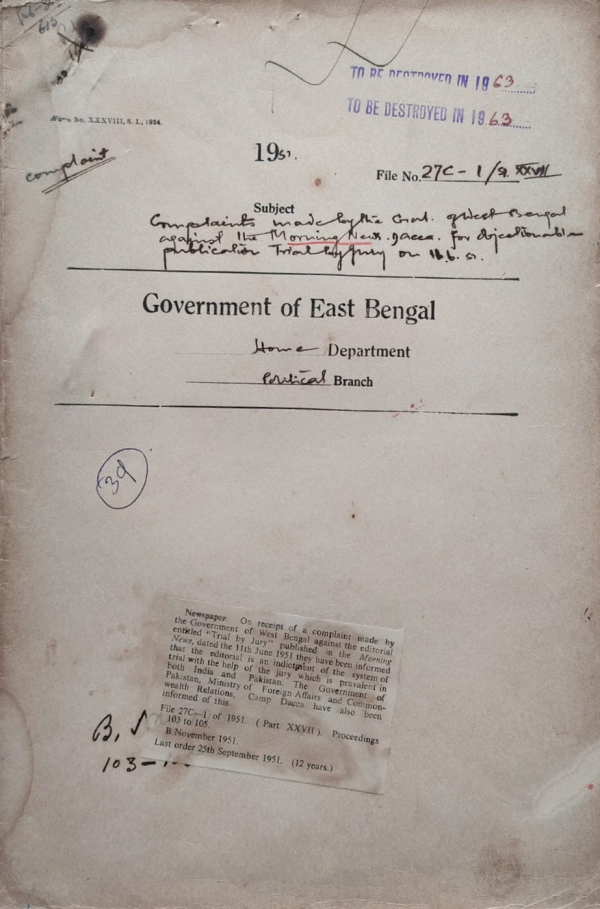 613
TO BE DESTROYED IN 1963
TO BE DESTROYED IN 1963
Form No. XXXVIII, S. I., 1934.
complaint
1951.
File No. 27C-1/51 XXVII
Subject
Complaints made by the Govt. of West Bengal
against the Morning News. Dacca. for objectionable
publication Trial by Jury on 11.6.51.
Government of East Bengal
Home Department
Political Branch
39
Newspaper. On receipt of a complaint made by
the Government of West Bengal against the editorial
entitled "Trial by Jury" published in the Morning
News, dated the 11th June 1951 they have been informed
that the editorial is an indictment of the system of
trial with the help of the jury which is prevalent in
both India and Pakistan. The Government of
Pakistan, Ministry of Foreign Affairs and Common-
wealth Relations, Camp Dacca have also been
informed of this.
File 27C—1 of 1951. (Part XXVII). Proceedings
103 to 105.
B November 1951.
Last order 25th September 1951. (12 years.)
B.
103-